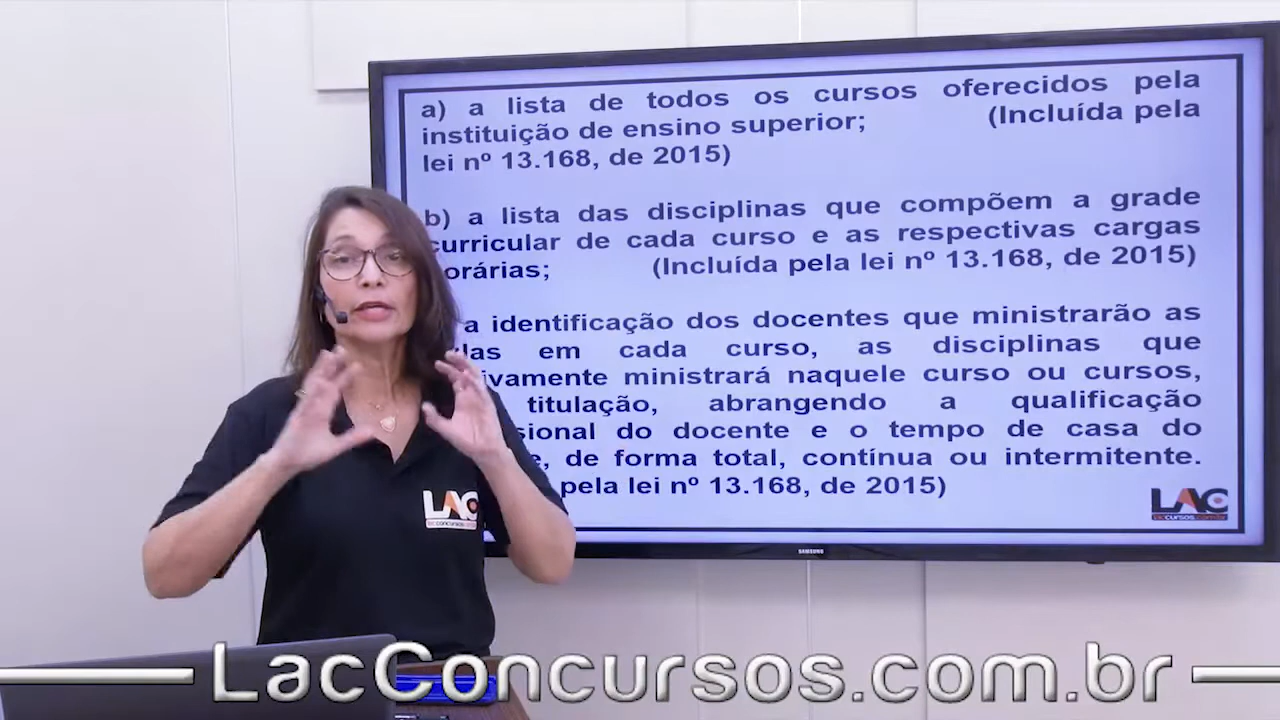 a) a lista de todos os cursos oferecidos pela
instituição de ensino superior; (Incluída pela
lei nº 13.168, de 2015)
b) a lista das disciplinas que compõem a grade
curricular de cada curso e as respectivas cargas
orárias; (Incluída pela lei nº 13.168, de 2015)
a identificação dos docentes que ministrarão as
em cada curso, as disciplinas que
ivamente ministrará naquele curso ou cursos,
titulação, abrangendo a qualificação
sional do docente e o tempo de casa do
de forma total, contínua ou intermitente.
pela lei nº 13.168, de 2015)
LAC
lacconcursos.com.br
SAMSUNG
LAC
LacConcursos.com.br